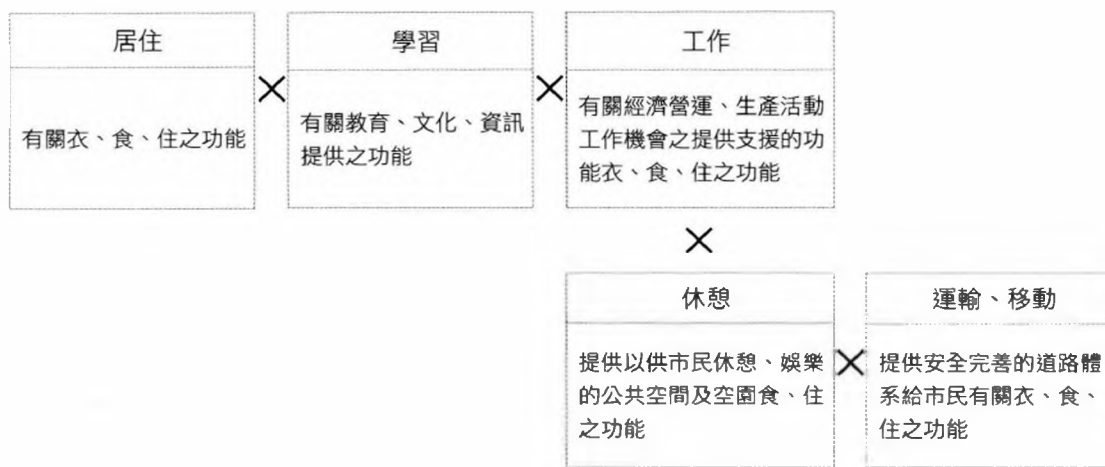 居住
有關衣、食、住之功能
×
學習
有關教育、文化、資訊
提供之功能
×
工作
有關經濟營運、生產活動
工作機會之提供支援的功
能衣、食、住之功能
×
休憩
提供以供市民休憩、娛樂
的公共空間及空園食、住
之功能
×
運輸、移動
提供安全完善的道路體
系給市民有關衣、食、
住之功能